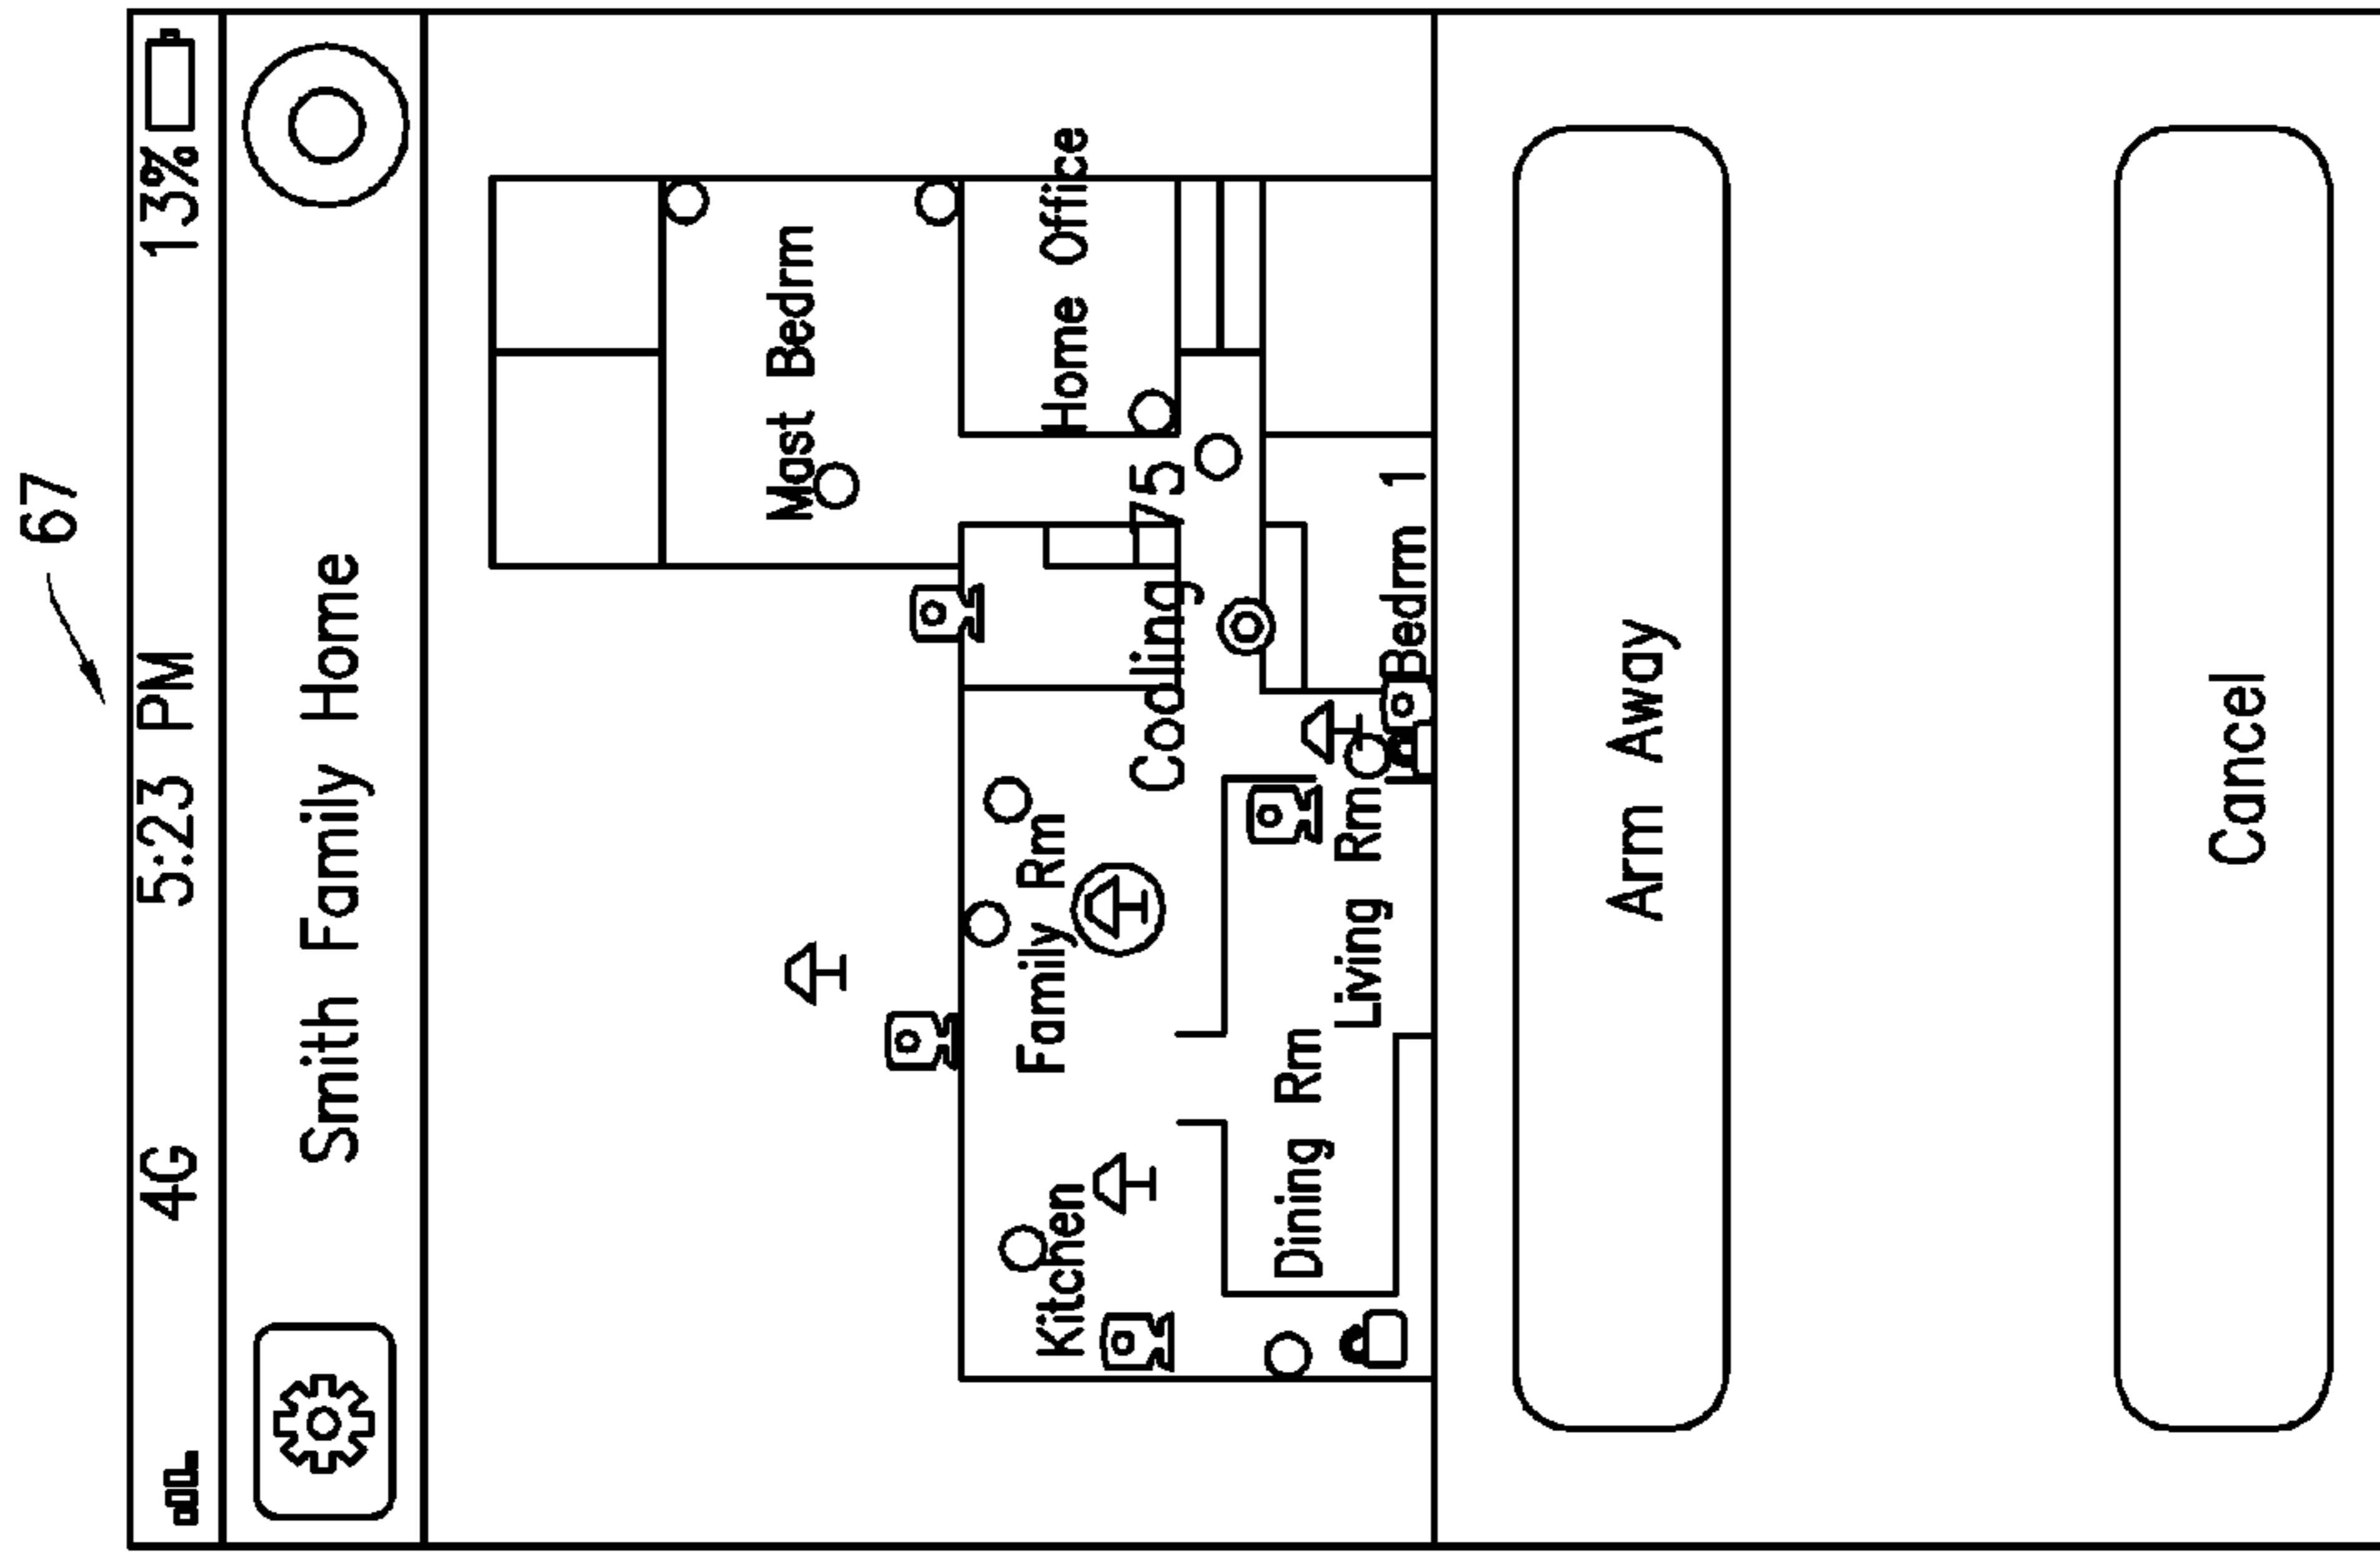 67
4G 5:23 PM 13%
Smith Family Home
Mast Bedrm
Kitchen
Family Rm
Home Office
Cooling 75
Dining Rm
Living Rm
Bedrm 1
Arm Away
Cancel